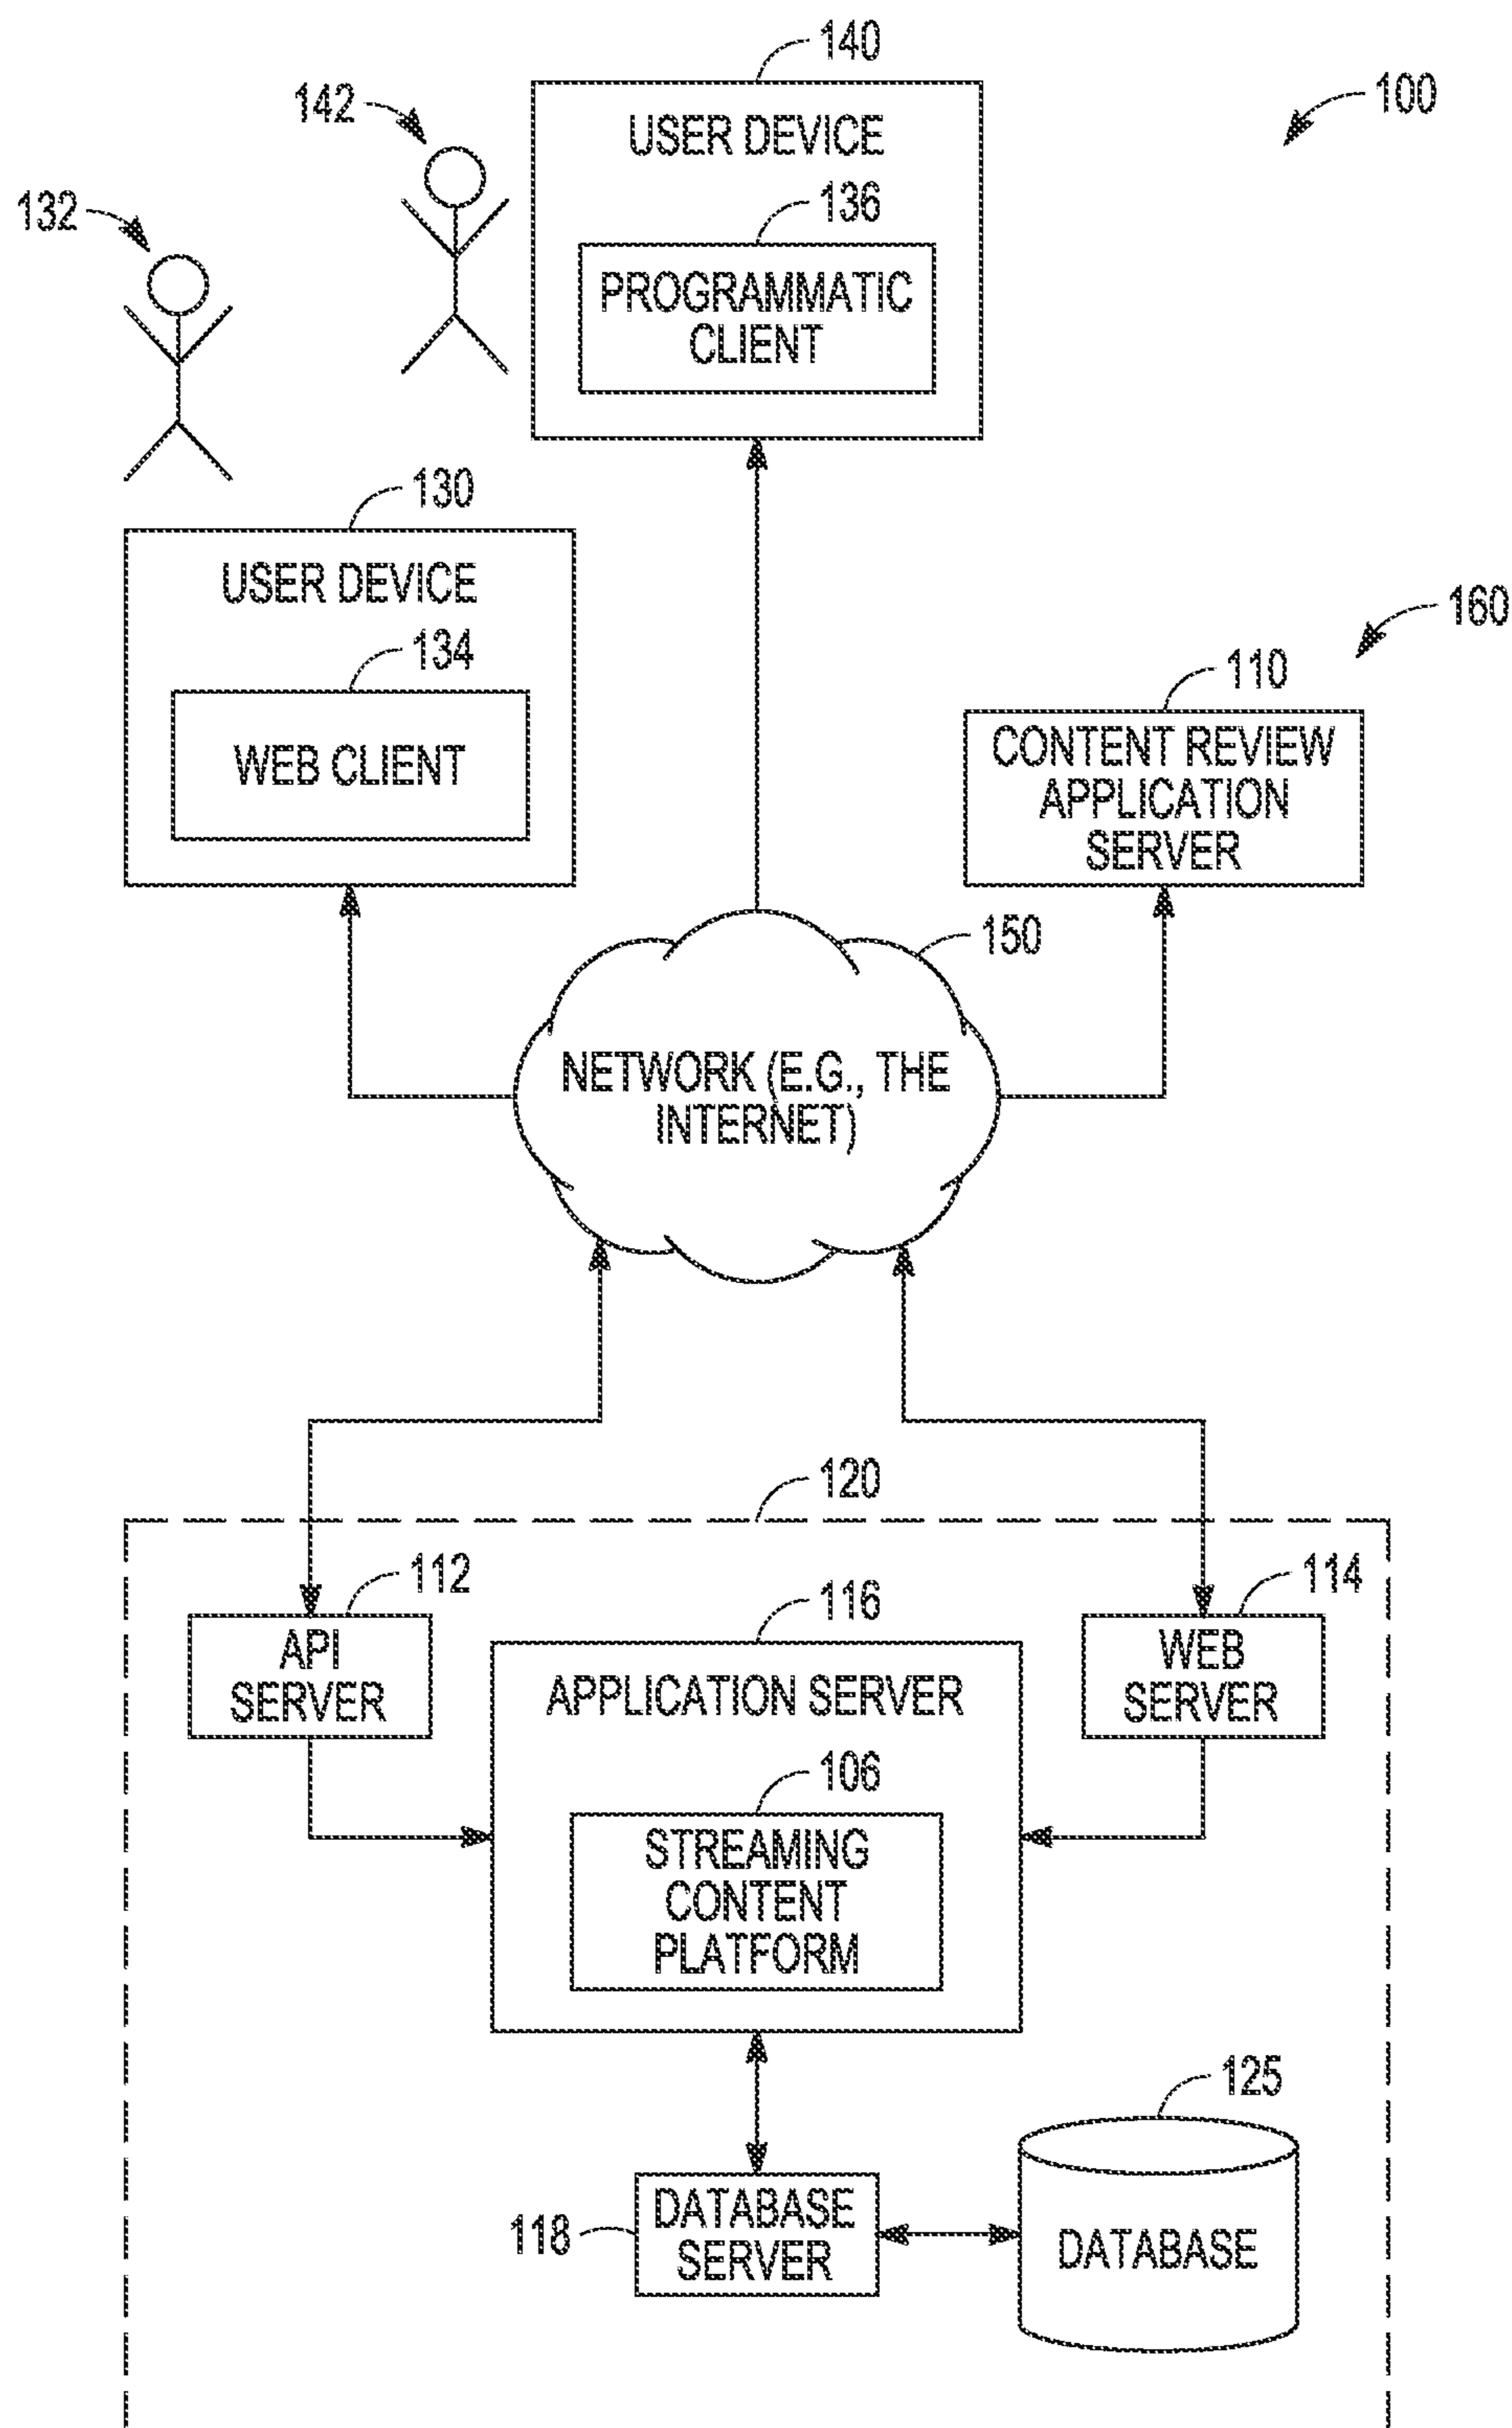 140
100
142
USER DEVICE
132
136
PROGRAMMATIC
CLIENT
130
USER DEVICE
160
134
110
WEB CLIENT
CONTENT REVIEW
APPLICATION
SERVER
150
NETWORK (E.G., THE
INTERNET)
120
112
116
114
API
SERVER
APPLICATION SERVER
WEB
SERVER
106
STREAMING
CONTENT
PLATFORM
125
118
DATABASE
SERVER
DATABASE